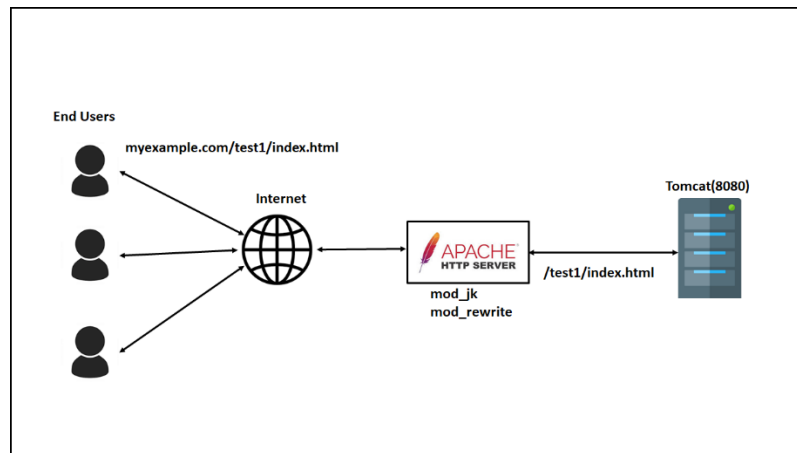 End Users
myexample.com/test1/index.html
Internet
Tomcat(8080)
APACHE
HTTP SERVER
/test1/index.html
mod_jk
mod_rewrite